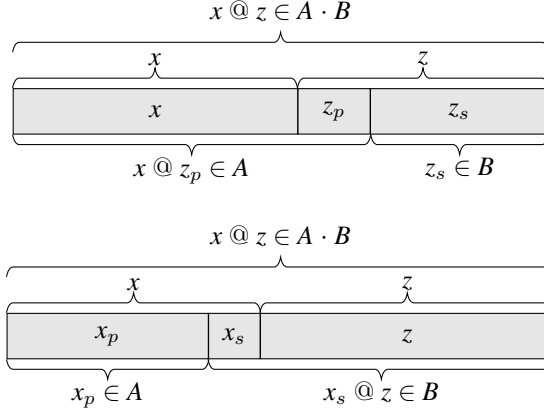 x @ z ∈ A · B
x z
x z_p z_s
x @ z_p ∈ A z_s ∈ B
x @ z ∈ A · B
x z
x_p x_s z
x_p ∈ A x_s @ z ∈ B